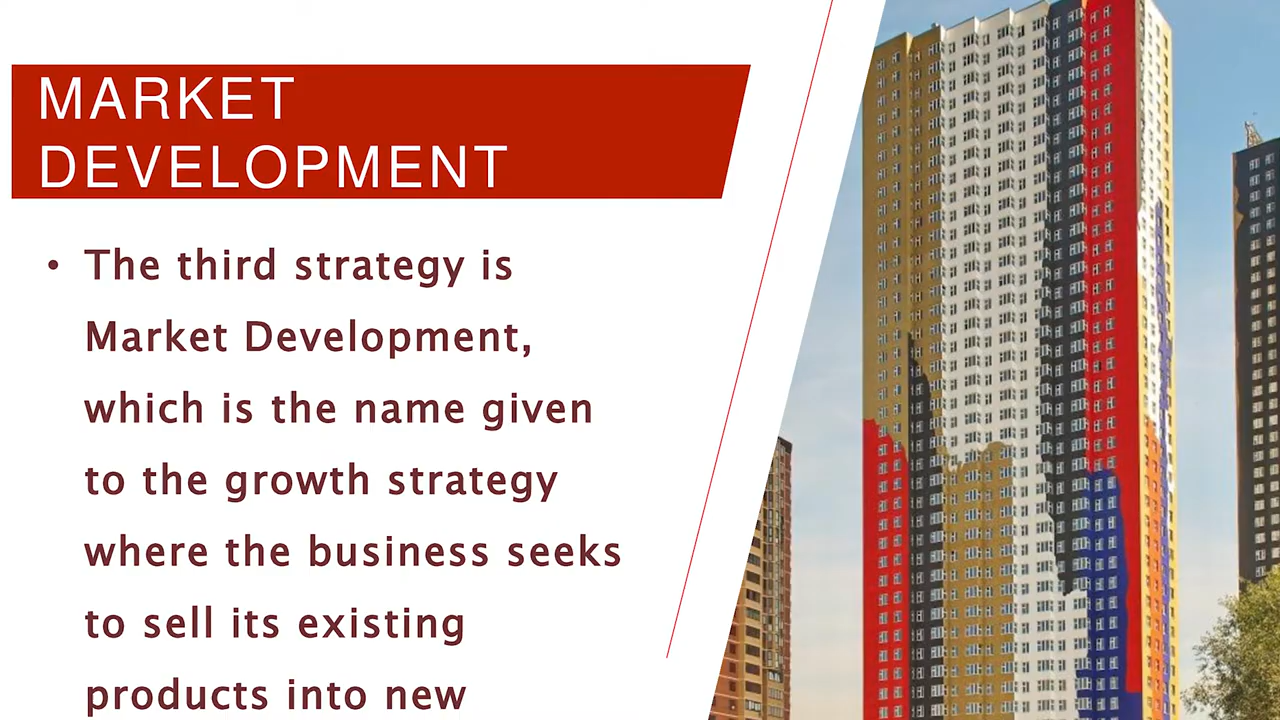 MARKET
DEVELOPMENT
• The third strategy is
Market Development,
which is the name given
to the growth strategy
where the business seeks
to sell its existing
products into new